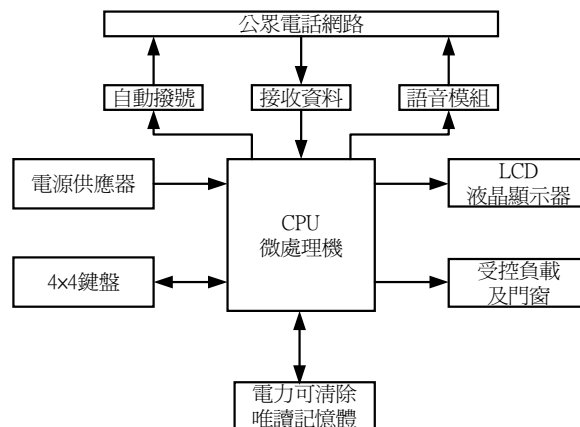 公眾電話網路
自動撥號
接收資料
語音模組
電源供應器
CPU
微處理機
LCD
液晶顯示器
4×4鍵盤
受控負載
及門窗
電力可清除
唯讀記憶體